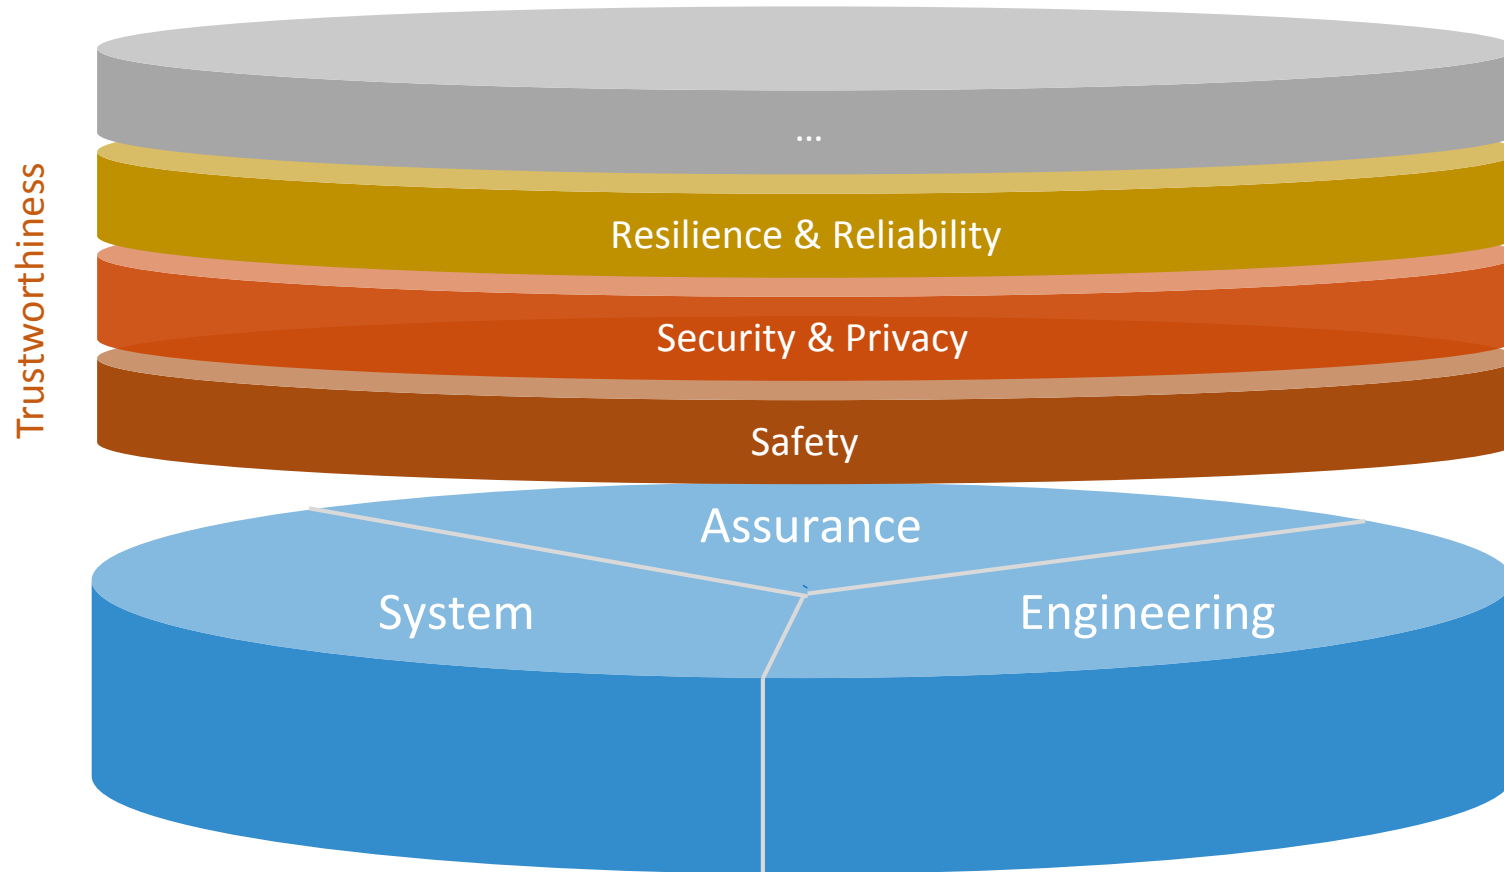 Trustworthiness
...
Resilience & Reliability
Security & Privacy
Safety
Assurance
System
Engineering